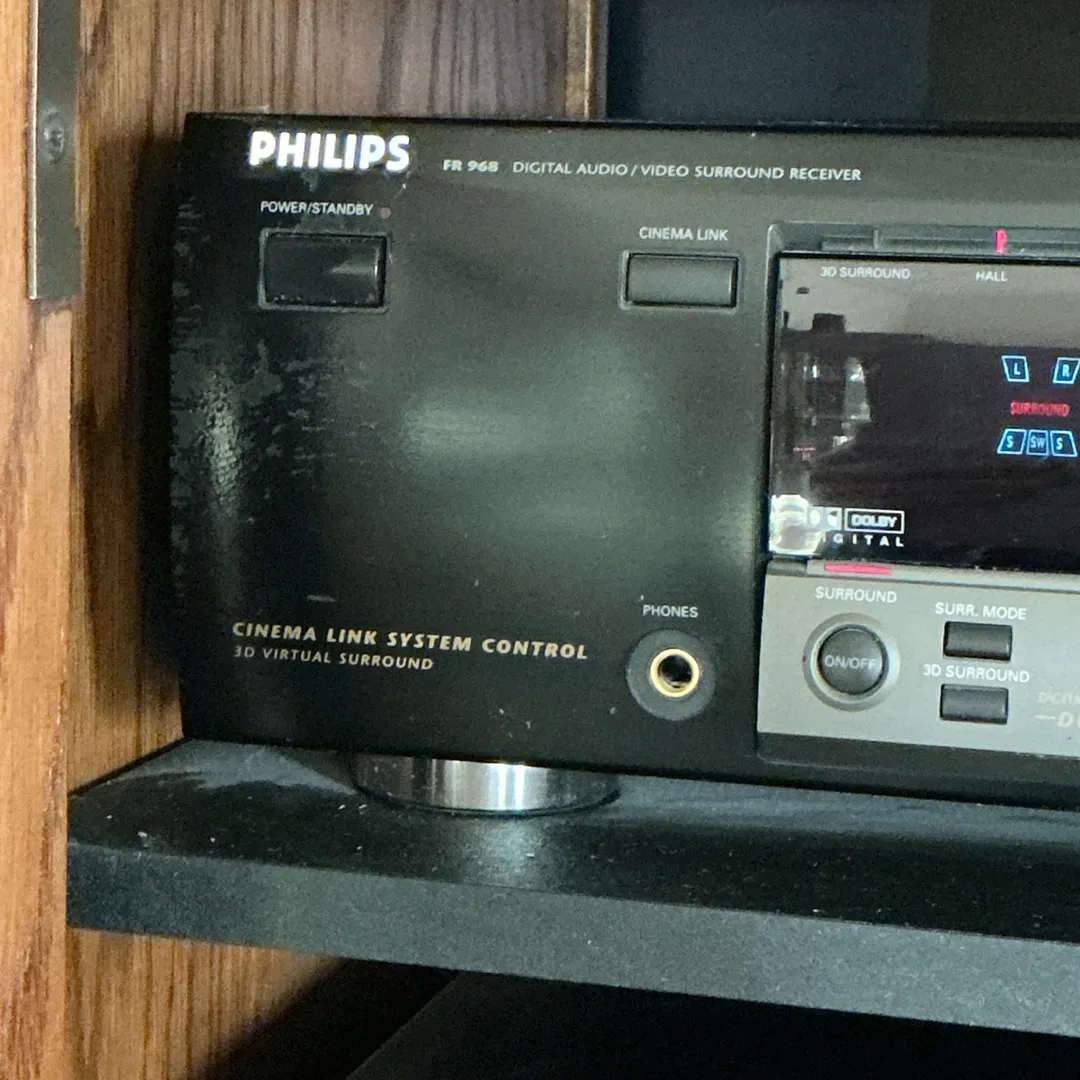 PHILIPS
FR 968 DIGITAL AUDIO / VIDEO SURROUND RECEIVER
POWER/STANDBY
CINEMA LINK
3D SURROUND HALL
L R
SURROUND
S SW S
DOLBY
DIGITAL
CINEMA LINK SYSTEM CONTROL
3D VIRTUAL SURROUND
PHONES
SURROUND
ON/OFF
SURR. MODE
3D SURROUND